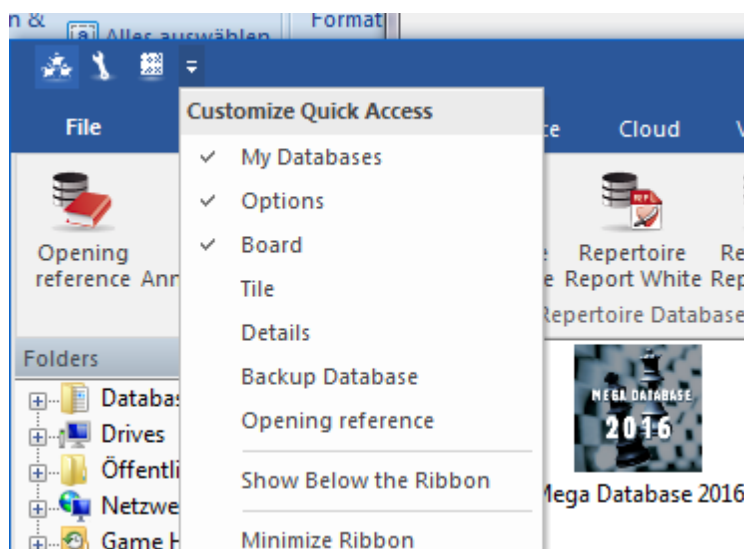 n &
Alles auswählen
Format
Customize Quick Access
File
Cloud
My Databases
Options
Board
Tile
Details
Backup Database
Opening reference
Show Below the Ribbon
Minimize Ribbon
Opening
reference
Repertoire
Report White
Repertoire Database
Folders
Drives
MEGA DATABASE
2016
Mega Database 2016